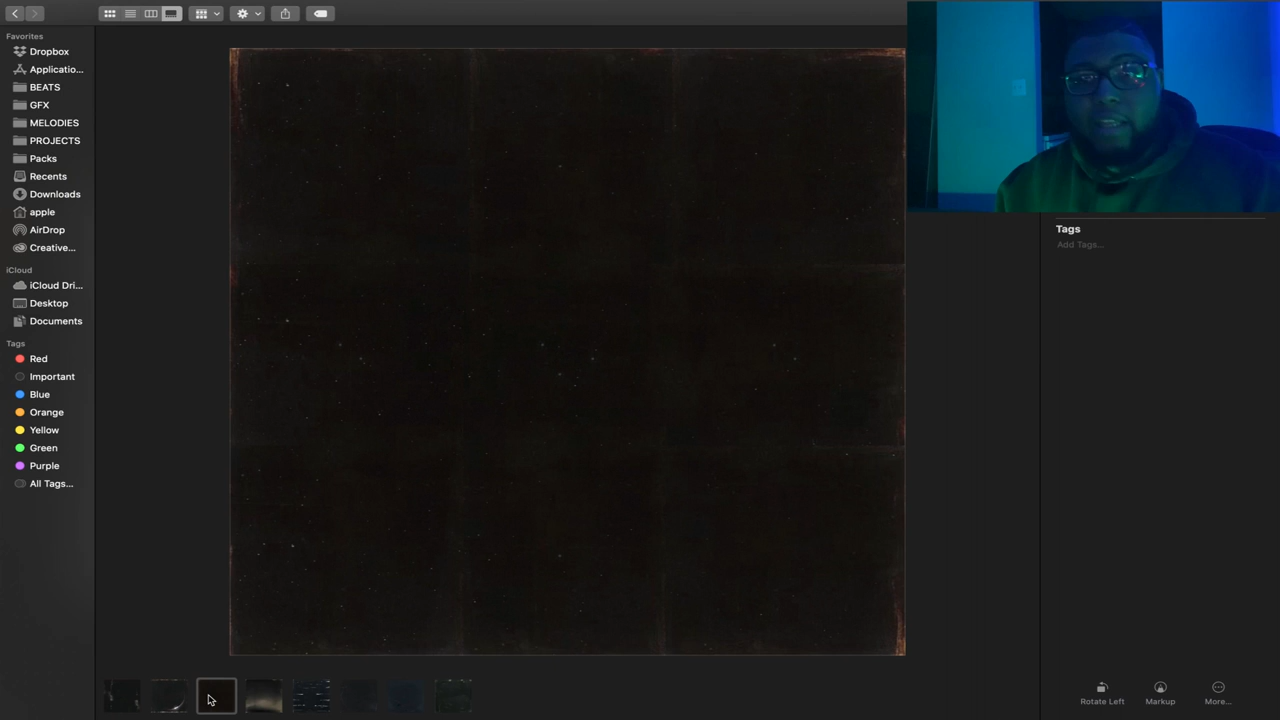 Favorites
Dropbox
Applicatio...
BEATS
GFX
MELODIES
PROJECTS
Packs
Recents
Downloads
apple
AirDrop
Creative...
iCloud
iCloud Dri...
Desktop
Documents
Tags
Red
Important
Blue
Orange
Yellow
Green
Purple
All Tags...
Tags
Add Tags...
Rotate Left
Markup
More...